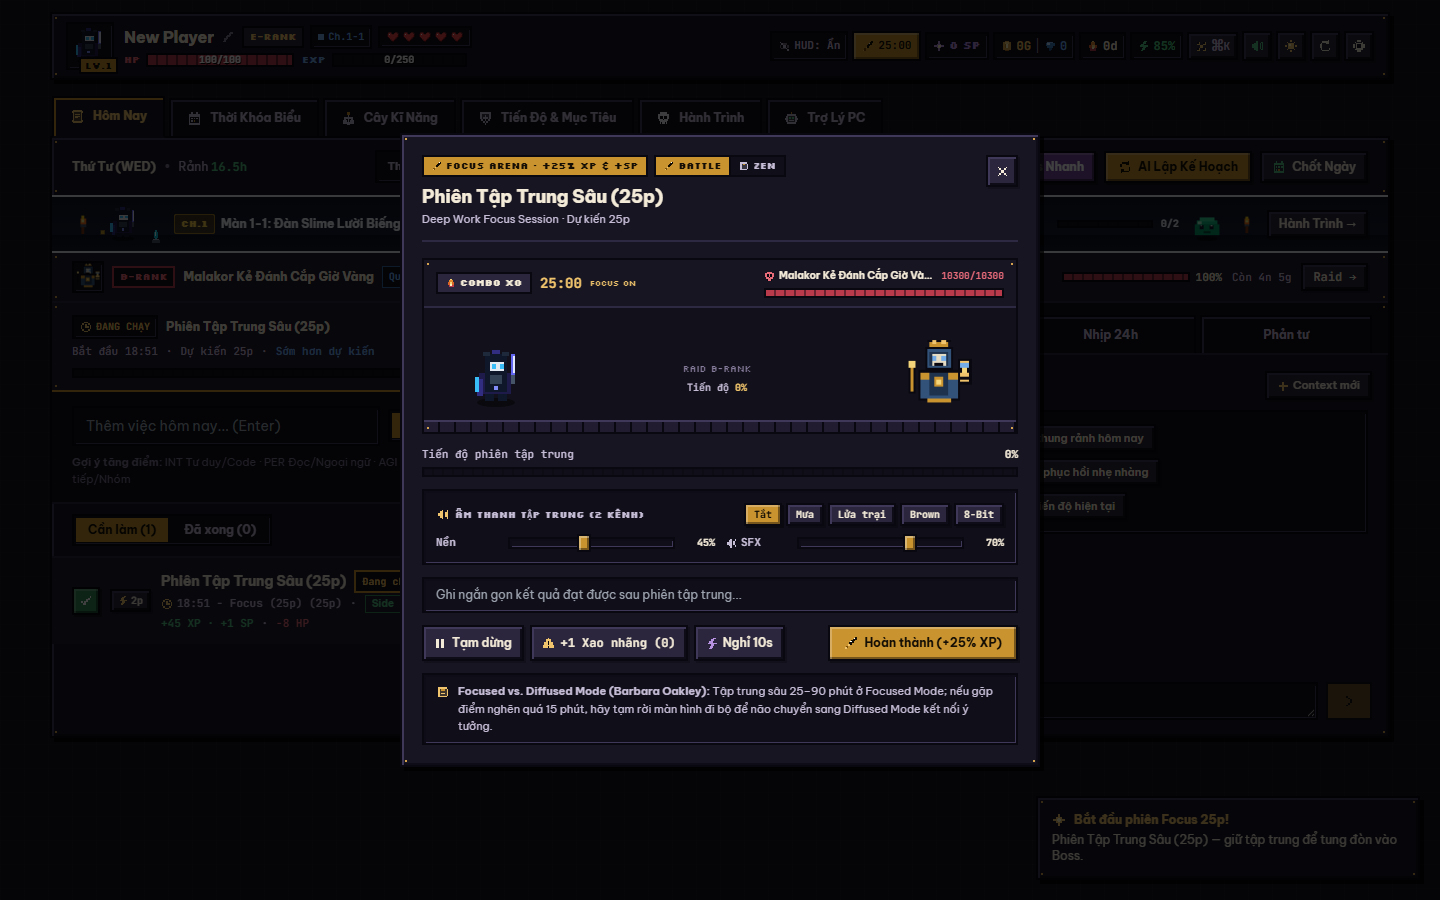 New Player E-RANK Ch.1-1
LV.1 HP 100/100 EXP 0/250
HUD: Ẩn 25:00 0 SP 0G 0 0d 85% ⌘K
Hôm Nay Thời Khóa Biểu Cây Kĩ Năng Tiến Độ & Mục Tiêu Hành Trình Trợ Lý PC
Thứ Tư (WED) • Rảnh 16.5h
Nhanh AI Lập Kế Hoạch Chốt Ngày
CH.1 Màn 1-1: Đàn Slime Lười Biếng
0/2 Hành Trình →
B-RANK Malakor Kẻ Đánh Cắp Giờ Vàng
100% Còn 4n 5g Raid →
ĐANG CHẠY Phiên Tập Trung Sâu (25p)
Bắt đầu 18:51 · Dự kiến 25p · Sớm hơn dự kiến
Nhịp 24h Phản tư
+ Context mới
Thêm việc hôm nay... (Enter)
Gợi ý tăng điểm: INT Tư duy/Code · PER Đọc/Ngoại ngữ · AGI
tiếp/Nhóm
hung rảnh hôm nay
phục hồi nhẹ nhàng
ến độ hiện tại
Cần làm (1) Đã xong (0)
2p Phiên Tập Trung Sâu (25p)
18:51 - Focus (25p) (25p) · Side
+45 XP · +1 SP · -8 HP
FOCUS ARENA · +25% XP & +SP BATTLE ZEN
Phiên Tập Trung Sâu (25p)
Deep Work Focus Session · Dự kiến 25p
COMBO X0 25:00 FOCUS ON
Malakor Kẻ Đánh Cắp Giờ Và... 10300/10300
RAID B-RANK
Tiến độ 0%
Tiến độ phiên tập trung 0%
ÂM THANH TẬP TRUNG (2 KÊNH) Tắt Mưa Lửa trại Brown 8-Bit
Nền 45% SFX 70%
Ghi ngắn gọn kết quả đạt được sau phiên tập trung...
Tạm dừng +1 Xao nhãng (0) Nghỉ 10s Hoàn thành (+25% XP)
Focused vs. Diffused Mode (Barbara Oakley): Tập trung sâu 25–90 phút ở Focused Mode; nếu gặp
điểm nghẽn quá 15 phút, hãy tạm rời màn hình đi bộ để não chuyển sang Diffused Mode kết nối ý
tưởng.
Bắt đầu phiên Focus 25p!
Phiên Tập Trung Sâu (25p) — giữ tập trung để tung đòn vào
Boss.